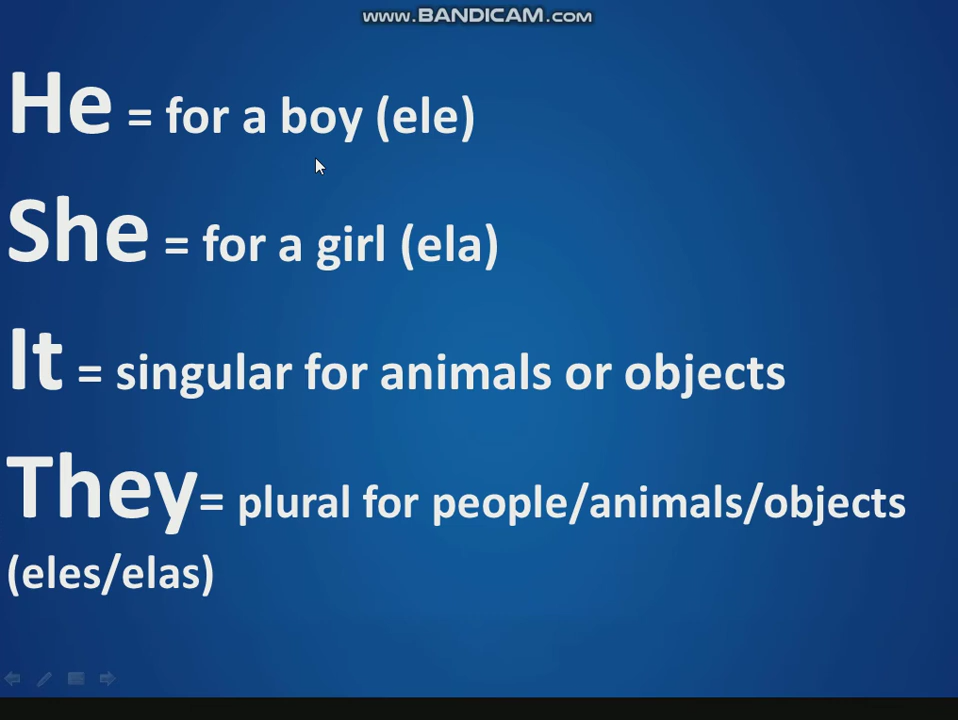 WWW.BANDICAM.COM
He = for a boy (ele)
She = for a girl (ela)
It = singular for animals or objects
They= plural for people/animals/objects
(eles/elas)